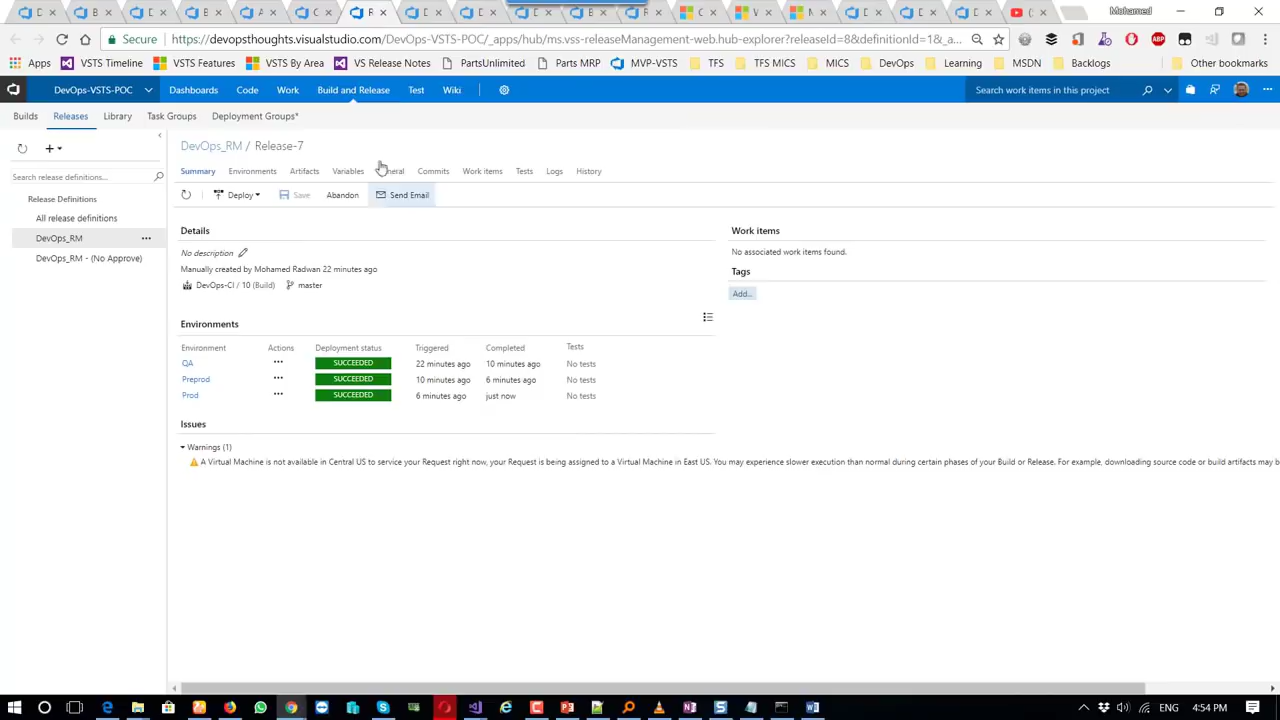 Mohamed
Secure https://devopsthoughts.visualstudio.com/DevOps-VSTS-POC/_apps/hub/ms.vss-releaseManagement-web.hub-explorer?releaseId=8&definitionId=1&_a...
Apps VSTS Timeline VSTS Features VSTS By Area VS Release Notes PartsUnlimited Parts MRP MVP-VSTS TFS TFS MICS MICS DevOps Learning MSDN Backlogs Other bookmarks
DevOps-VSTS-POC Dashboards Code Work Build and Release Test Wiki Search work items in this project
Builds Releases Library Task Groups Deployment Groups*
DevOps_RM / Release-7
Summary Environments Artifacts Variables Commits Work items Tests Logs History
Search release definitions...
Deploy Save Abandon Send Email
Release Definitions
All release definitions
DevOps_RM
DevOps_RM - (No Approve)
Details
No description
Manually created by Mohamed Radwan 22 minutes ago
DevOps-CI / 10 (Build) master
Work items
No associated work items found.
Tags
Add...
Environments
Environment Actions Deployment status Triggered Completed Tests
QA SUCCEEDED 22 minutes ago 10 minutes ago No tests
Preprod SUCCEEDED 10 minutes ago 6 minutes ago No tests
Prod SUCCEEDED 6 minutes ago just now No tests
Issues
Warnings (1)
A Virtual Machine is not available in Central US to service your Request right now, your Request is being assigned to a Virtual Machine in East US. You may experience slower execution than normal during certain phases of your Build or Release. For example, downloading source code or build artifacts may
ENG 4:54 PM